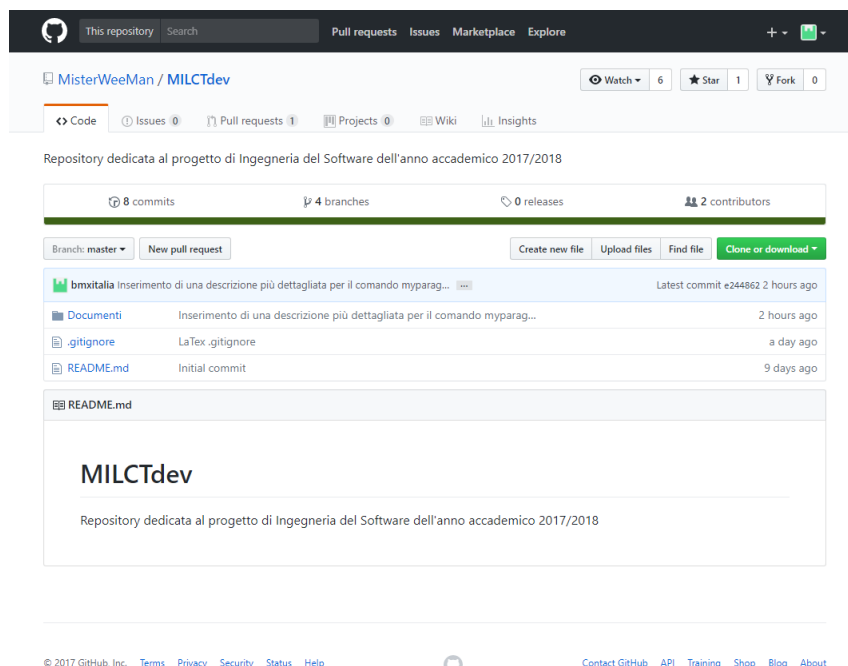 This repository Search Pull requests Issues Marketplace Explore
MisterWeeMan / MILCTdev Watch 6 Star 1 Fork 0
Code Issues 0 Pull requests 1 Projects 0 Wiki Insights
Repository dedicata al progetto di Ingegneria del Software dell'anno accademico 2017/2018
8 commits 4 branches 0 releases 2 contributors
Branch: master New pull request Create new file Upload files Find file Clone or download
bmxitalia Inserimento di una descrizione più dettagliata per il comando myparag... ... Latest commit e244862 2 hours ago
Documenti Inserimento di una descrizione più dettagliata per il comando myparag... 2 hours ago
.gitignore LaTex .gitignore a day ago
README.md Initial commit 9 days ago
README.md
MILCTdev
Repository dedicata al progetto di Ingegneria del Software dell'anno accademico 2017/2018
© 2017 GitHub, Inc. Terms Privacy Security Status Help Contact GitHub API Training Shop Blog About